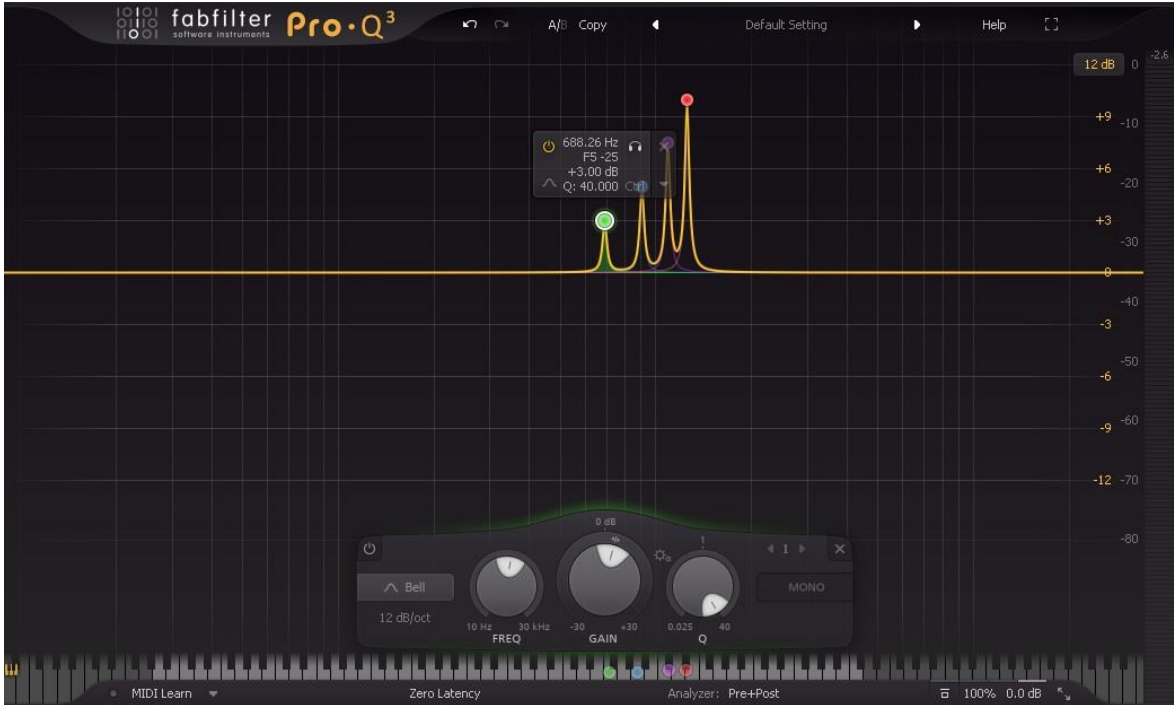 fabfilter Pro·Q³
software instruments
A/B Copy Default Setting Help
12 dB 0 -2.6
+9 -10
+6 -20
+3 -30
0
-40
-3
-50
-6
-60
-9
-12 -70
-80
688.26 Hz
F5 -25
+3.00 dB
Q: 40.000 Ctrl
0 dB
1
1
Bell
12 dB/oct
MONO
10 Hz 30 kHz -30 +30 0.025 40
FREQ GAIN Q
MIDI Learn Zero Latency Analyzer: Pre+Post 100% 0.0 dB